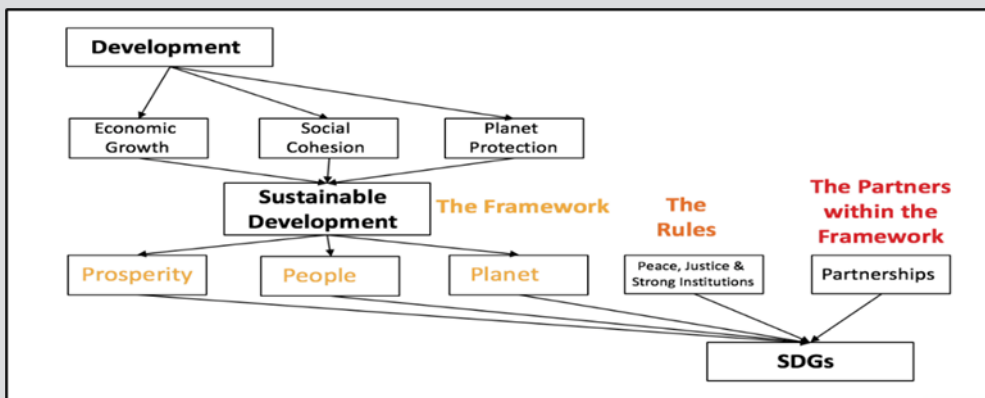 Development
Economic
Growth
Social
Cohesion
Planet
Protection
Sustainable
Development
The Framework
The
Rules
The Partners
within the
Framework
Prosperity
People
Planet
Peace, Justice &
Strong Institutions
Partnerships
SDGs